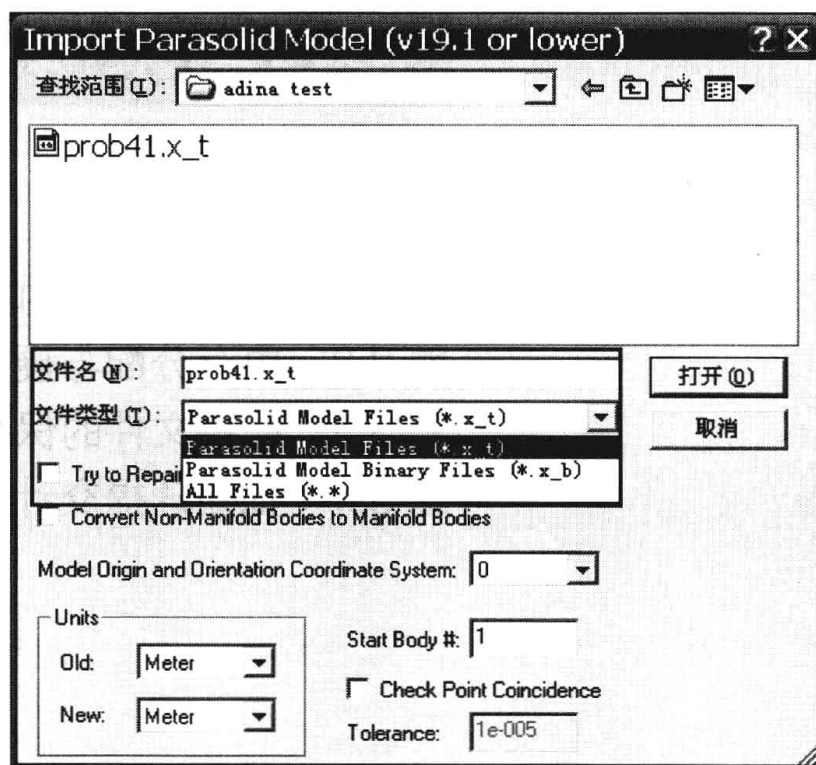 Import Parasolid Model (v19.1 or lower)
查找范围(I): adina test
prob41.x_t
文件名(N): prob41.x_t
打开(O)
文件类型(T): Parasolid Model Files (*.x_t)
取消
Parasolid Model Files (*.x_t)
Try to Repai
Parasolid Model Binary Files (*.x_b)
All Files (*.*)
Convert Non-Manifold Bodies to Manifold Bodies
Model Origin and Orientation Coordinate System: 0
Units
Start Body #: 1
Old: Meter
Check Point Coincidence
New: Meter
Tolerance: 1e-005